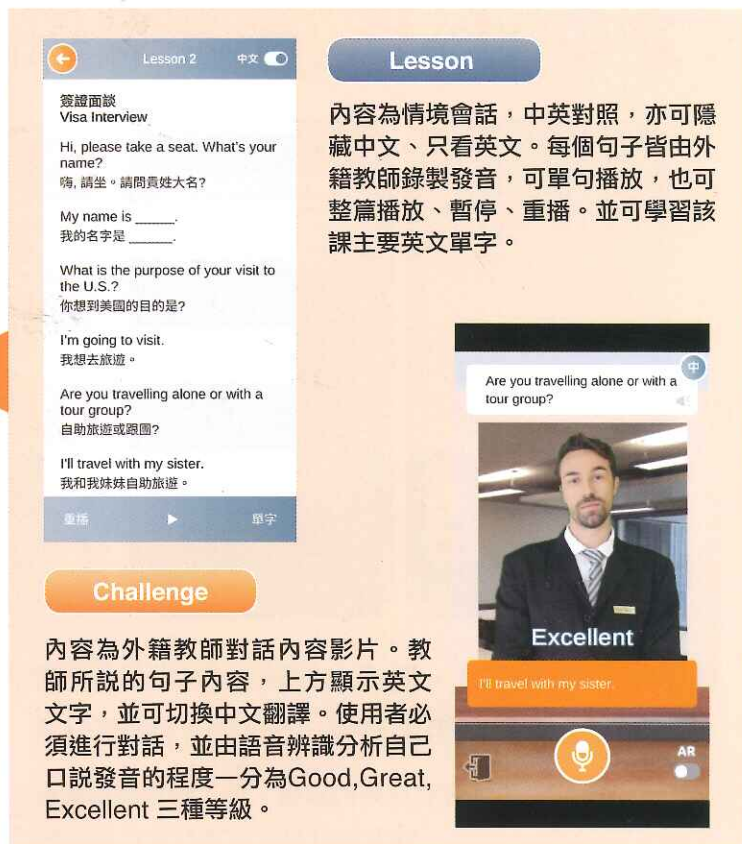 Lesson 2
中文
簽證面談
Visa Interview
Hi, please take a seat. What's your
name?
嗨, 請坐。請問貴姓大名?
My name is ______.
我的名字是 ______.
What is the purpose of your visit to
the U.S.?
你想到美國的目的是?
I'm going to visit.
我想去旅遊。
Are you travelling alone or with a
tour group?
自助旅遊或跟團?
I'll travel with my sister.
我和我妹妹自助旅遊。
重播
單字
Lesson
內容為情境會話，中英對照，亦可隱
藏中文、只看英文。每個句子皆由外
籍教師錄製發音，可單句播放，也可
整篇播放、暫停、重播。並可學習該
課主要英文單字。
Challenge
內容為外籍教師對話內容影片。教
師所說的句子內容，上方顯示英文
文字，並可切換中文翻譯。使用者必
須進行對話，並由語音辨識分析自己
口說發音的程度—分為Good,Great,
Excellent 三種等級。
中
Are you travelling alone or with a
tour group?
Excellent
I'll travel with my sister.
AR